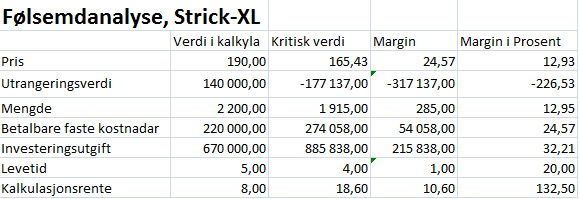 Følsemdanalyse, Strick-XL
Verdi i kalkyla Kritisk verdi Margin Margin i Prosent
Pris 190,00 165,43 24,57 12,93
Utrangeringsverdi 140 000,00 -177 137,00 -317 137,00 -226,53
Mengde 2 200,00 1 915,00 285,00 12,95
Betalbare faste kostnadar 220 000,00 274 058,00 54 058,00 24,57
Investeringsutgift 670 000,00 885 838,00 215 838,00 32,21
Levetid 5,00 4,00 1,00 20,00
Kalkulasjonsrente 8,00 18,60 10,60 132,50